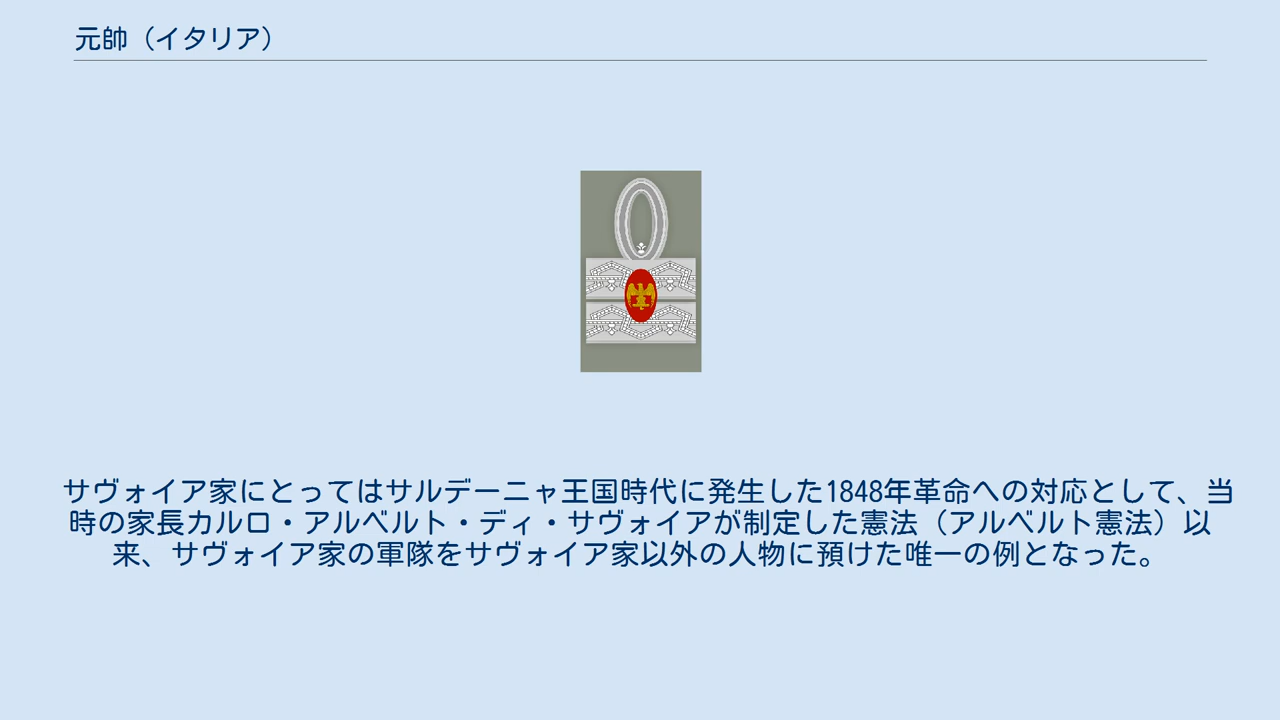 元帥（イタリア）
サヴォイア家にとってはサルデーニャ王国時代に発生した1848年革命への対応として、当
時の家長カルロ・アルベルト・ディ・サヴォイアが制定した憲法（アルベルト憲法）以
来、サヴォイア家の軍隊をサヴォイア家以外の人物に預けた唯一の例となった。